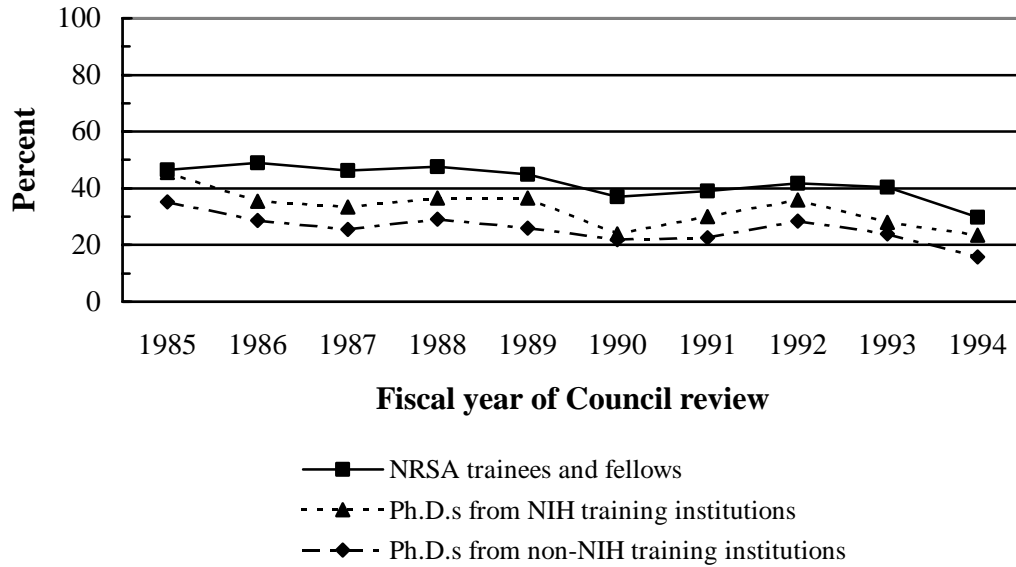 100
80
60
40
20
0
Percent
1985 1986 1987 1988 1989 1990 1991 1992 1993 1994
Fiscal year of Council review
NRSA trainees and fellows
Ph.D.s from NIH training institutions
Ph.D.s from non-NIH training institutions